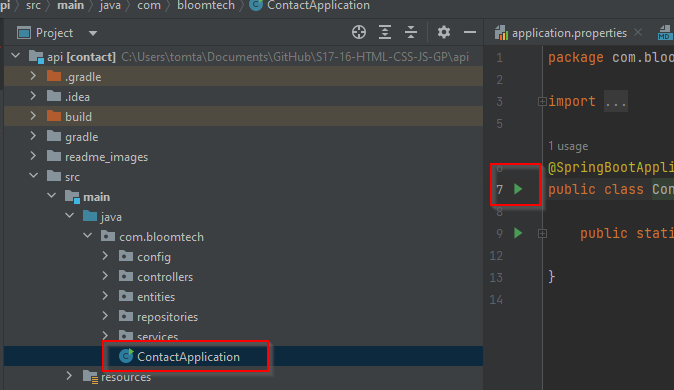 pi > src > main > java > com > bloomtech > ContactApplication
Project
application.properties
MD
api [contact] C:\Users\tomta\Documents\GitHub\S17-16-HTML-CSS-JS-GP\api
.gradle
.idea
build
gradle
readme_images
src
main
java
com.bloomtech
config
controllers
entities
repositories
services
ContactApplication
resources
1 package com.bloo
2
3 import ...
5
1 usage
6 @SpringBootAppli
7 public class Con
8
9 public stati
12
13 }
14